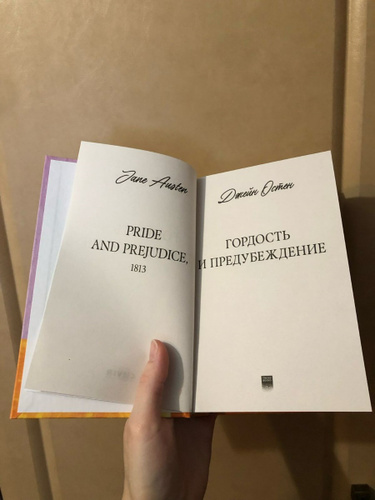 Jane Austen
PRIDE
AND PREJUDICE,
1813
Джейн Остен
ГОРДОСТЬ
И ПРЕДУБЕЖДЕНИЕ